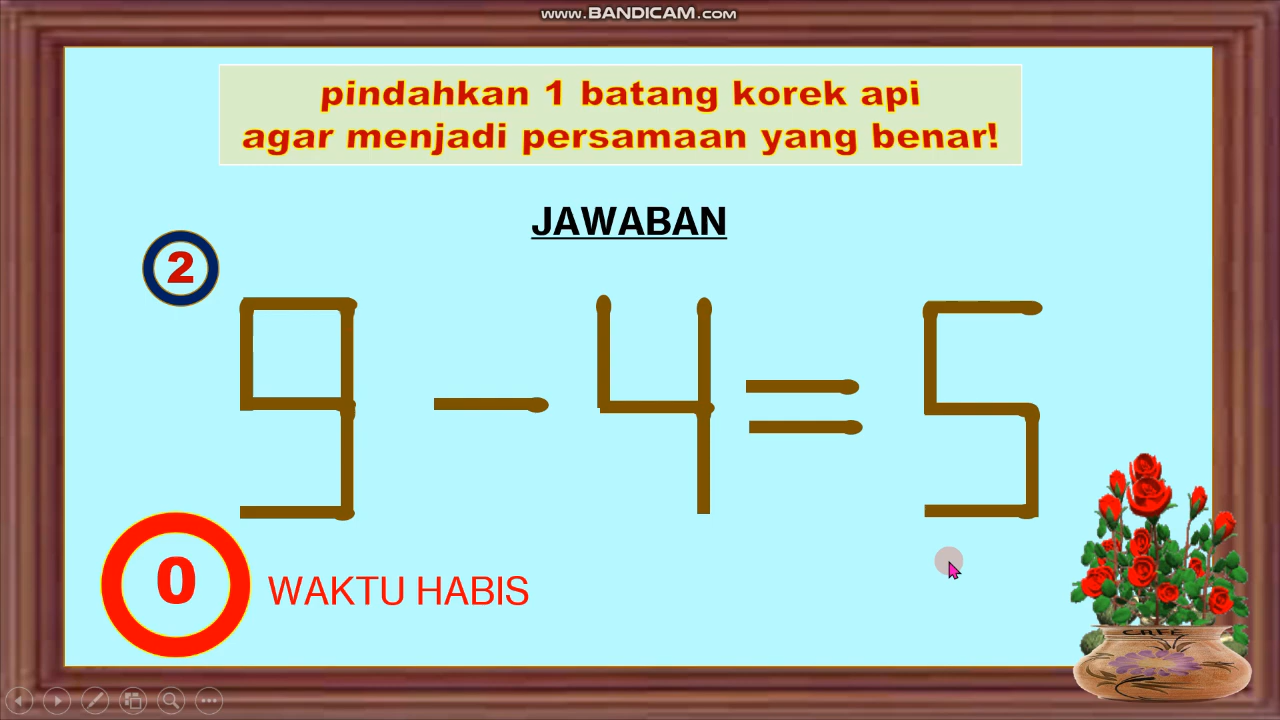 www.BANDICAM.com
pindahkan 1 batang korek api
agar menjadi persamaan yang benar!
JAWABAN
2
9 - 4 = 5
0
WAKTU HABIS
CAFE